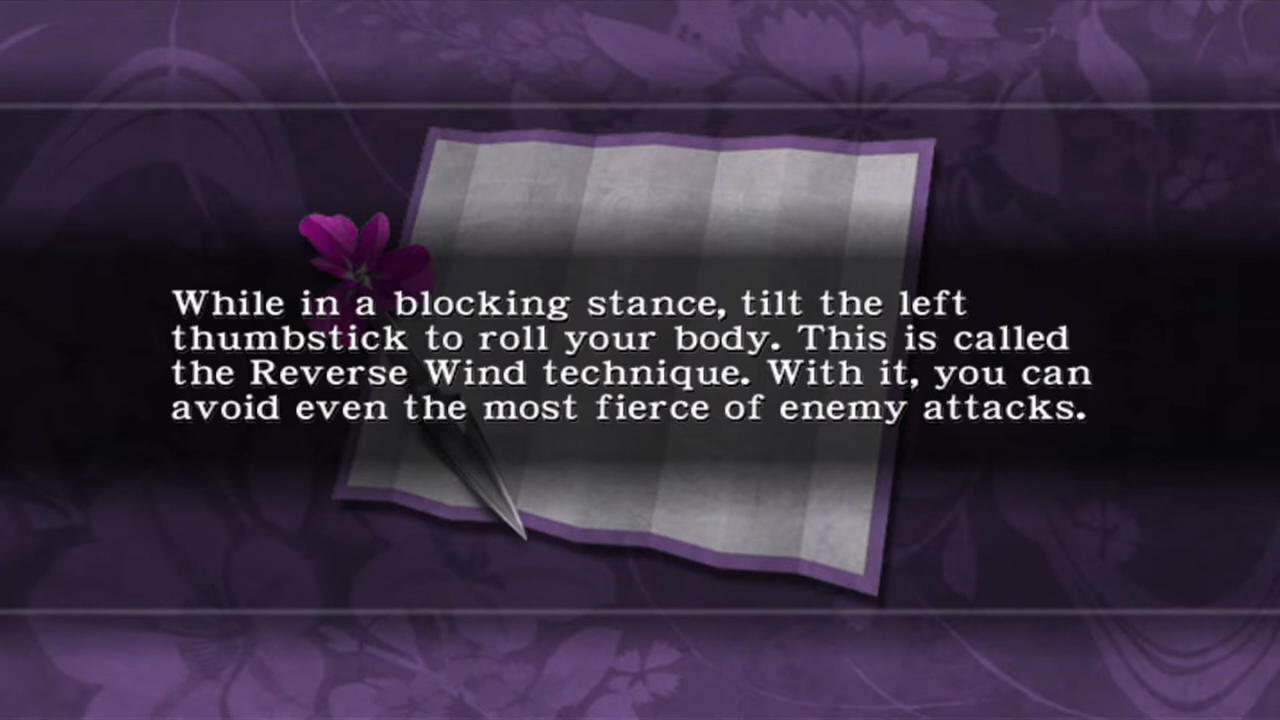 While in a blocking stance, tilt the left
thumbstick to roll your body. This is called
the Reverse Wind technique. With it, you can
avoid even the most fierce of enemy attacks.